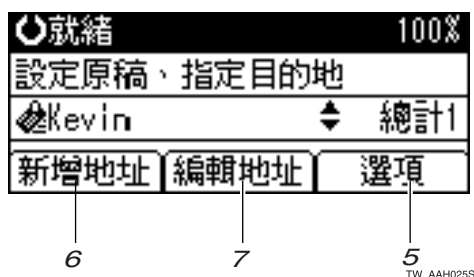 就緒 100%
設定原稿、指定目的地
Kevin 總計1
新增地址 編輯地址 選項
6 7 5
TW AAH025S